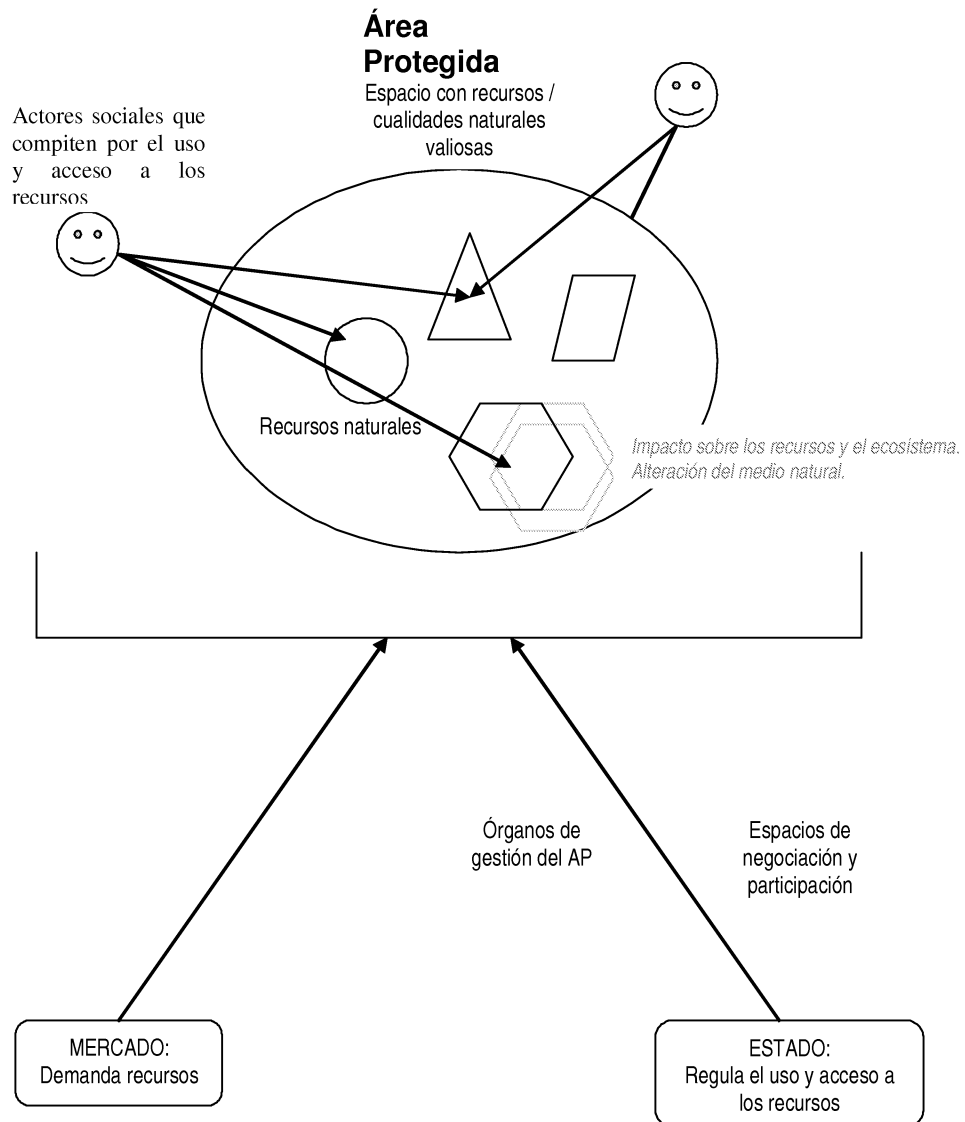 Área
Protegida
Espacio con recursos /
cualidades naturales
valiosas
Actores sociales que
compiten por el uso
y acceso a los
recursos
Recursos naturales
Impacto sobre los recursos y el ecosistema.
Alteración del medio natural.
Órganos de
gestión del AP
Espacios de
negociación y
participación
MERCADO:
Demanda recursos
ESTADO:
Regula el uso y acceso a
los recursos